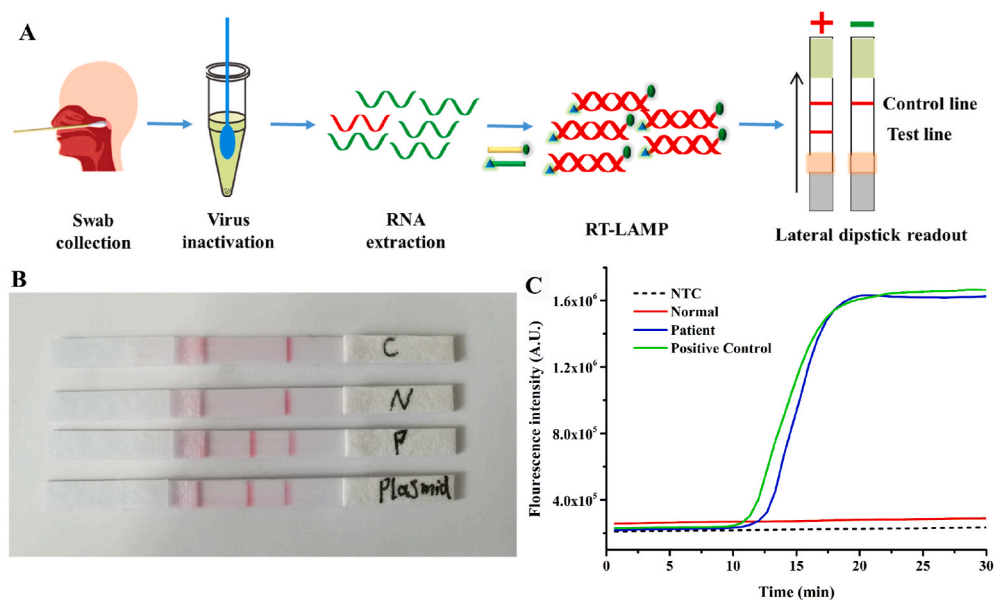 A
+ −
Control line
Test line
Swab
collection
Virus
inactivation
RNA
extraction
RT-LAMP
Lateral dipstick readout
B
C
N
P
Plasmid
C
Flourescence intensity (A.U.)
1.6x10⁶
1.2x10⁶
8.0x10⁵
4.0x10⁵
NTC
Normal
Patient
Positive Control
0 5 10 15 20 25 30
Time (min)